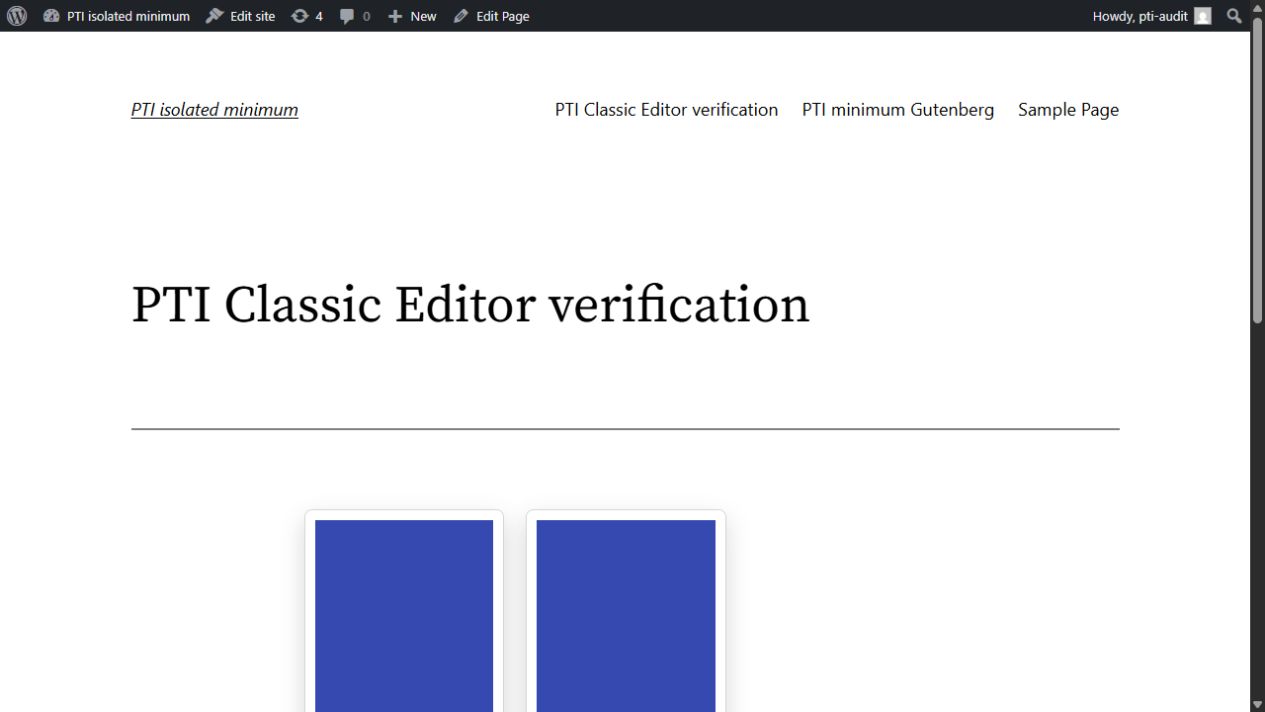 PTI isolated minimum Edit site 4 0 New Edit Page Howdy, pti-audit
PTI isolated minimum PTI Classic Editor verification PTI minimum Gutenberg Sample Page
PTI Classic Editor verification